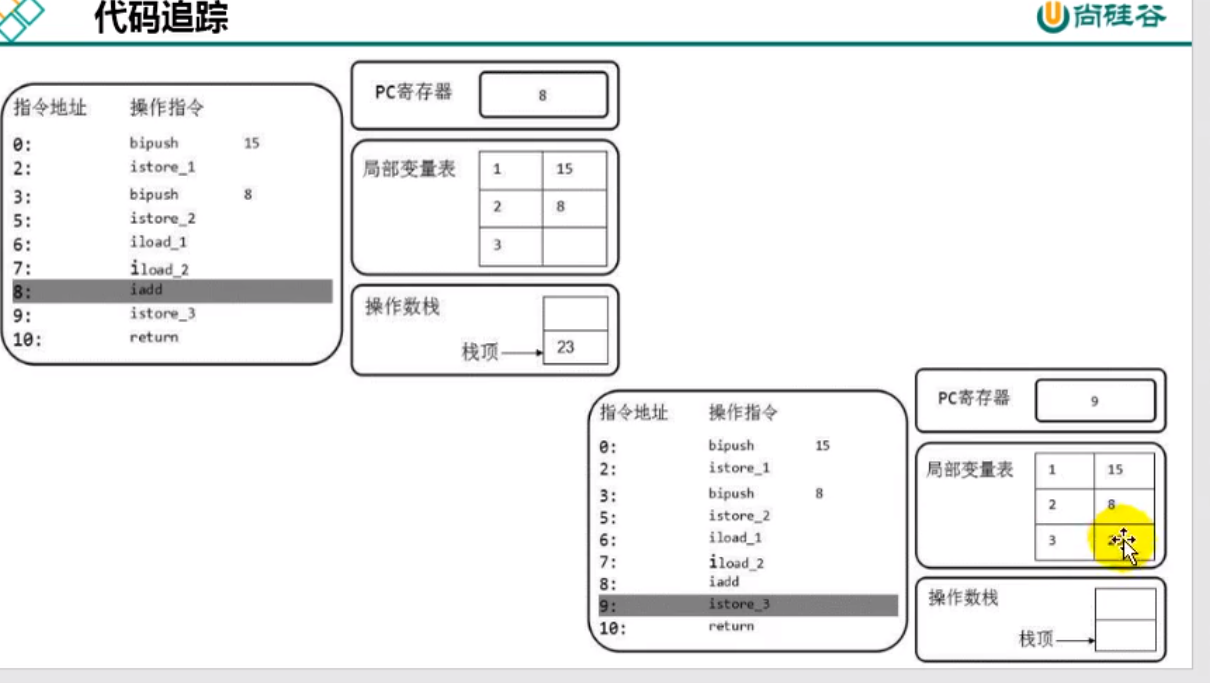 代码追踪
尚硅谷
指令地址 操作指令
0: bipush 15
2: istore_1
3: bipush 8
5: istore_2
6: iload_1
7: iload_2
8: iadd
9: istore_3
10: return
PC寄存器 8
局部变量表 1 15
2 8
3
操作数栈
栈顶 23
指令地址 操作指令
0: bipush 15
2: istore_1
3: bipush 8
5: istore_2
6: iload_1
7: iload_2
8: iadd
9: istore_3
10: return
PC寄存器 9
局部变量表 1 15
2 8
3
操作数栈
栈顶